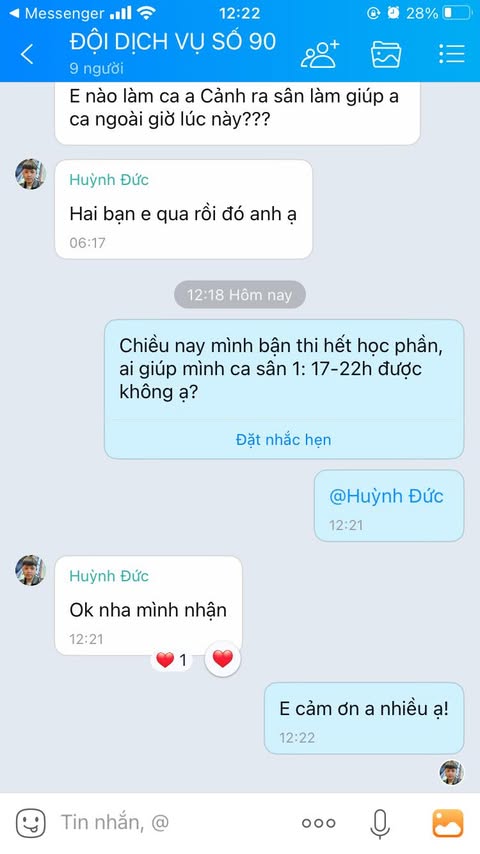 Messenger 12:22 28%
ĐỘI DỊCH VỤ SỐ 90
9 người
E nào làm ca a Cảnh ra sân làm giúp a
ca ngoài giờ lúc này???
Huỳnh Đức
Hai bạn e qua rồi đó anh ạ
06:17
12:18 Hôm nay
Chiều nay mình bận thi hết học phần,
ai giúp mình ca sân 1: 17-22h được
không ạ?
Đặt nhắc hẹn
@Huỳnh Đức
12:21
Huỳnh Đức
Ok nha mình nhận
12:21
1
E cảm ơn a nhiều ạ!
12:22
Tin nhắn, @